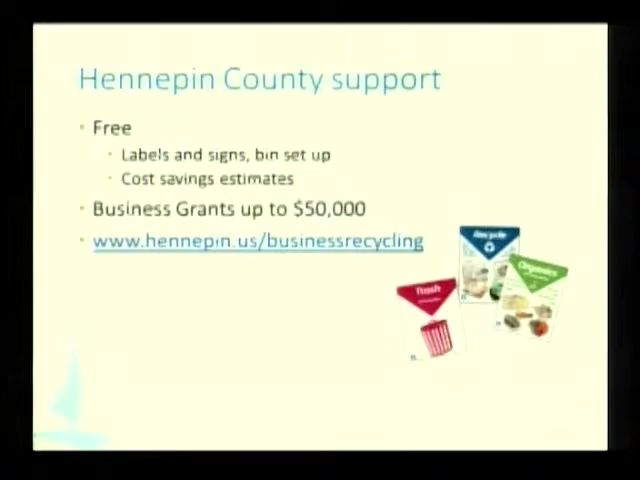 Hennepin County support
Free
Labels and signs, bin set up
Cost savings estimates
Business Grants up to $50,000
www.hennepin.us/businessrecycling
Recycle
Organics
Trash